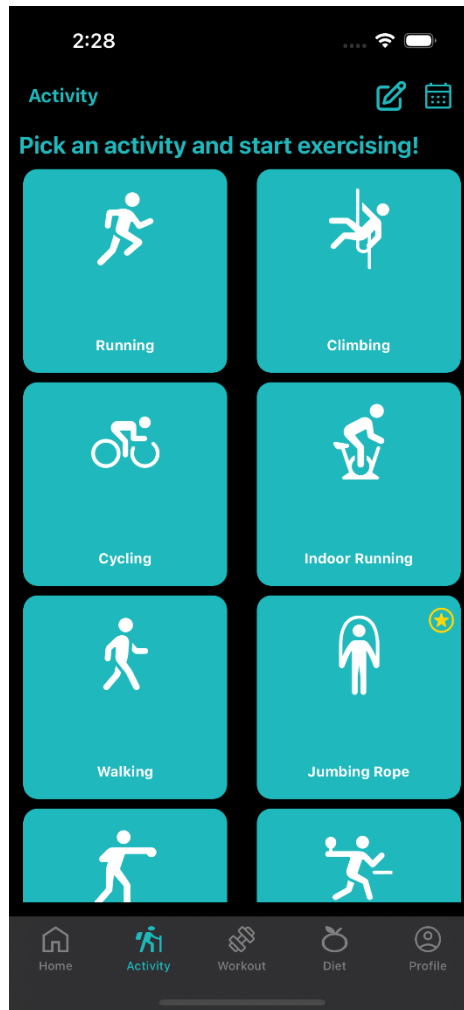 2:28
Activity
Pick an activity and start exercising!
Running
Climbing
Cycling
Indoor Running
Walking
Jumbing Rope
Home
Activity
Workout
Diet
Profile